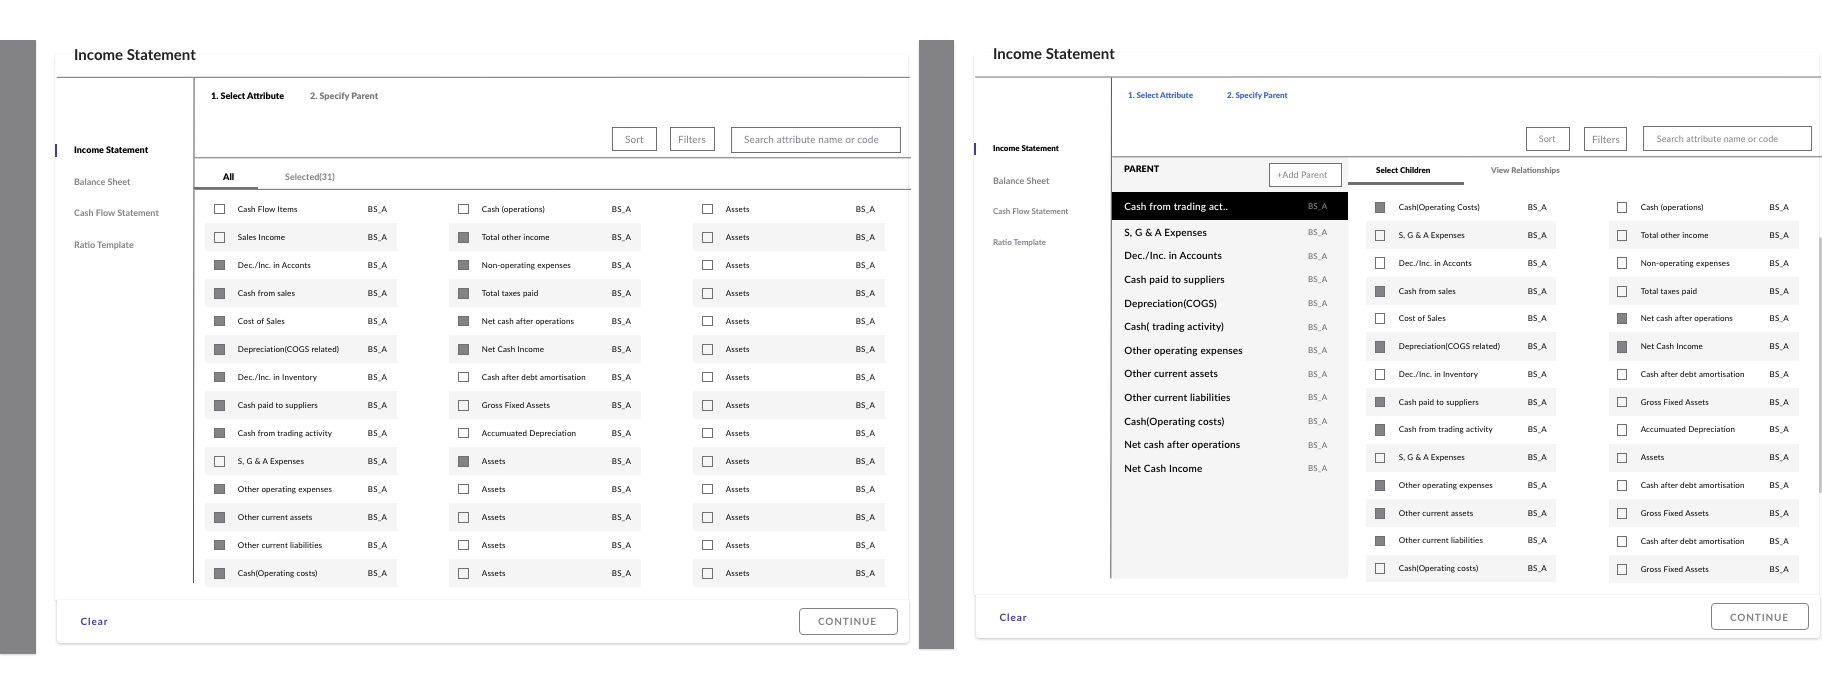 Income Statement
1. Select Attribute 2. Specify Parent
Sort Filters Search attribute name or code
Income Statement
Balance Sheet
Cash Flow Statement
Ratio Template
All Selected(31)
Cash Flow Items BS_A Cash (operations) BS_A Assets BS_A
Sales Income BS_A Total other income BS_A Assets BS_A
Dec./Inc. in Acconts BS_A Non-operating expenses BS_A Assets BS_A
Cash from sales BS_A Total taxes paid BS_A Assets BS_A
Cost of Sales BS_A Net cash after operations BS_A Assets BS_A
Depreciation(COGS related) BS_A Net Cash Income BS_A Assets BS_A
Dec./Inc. in Inventory BS_A Cash after debt amortisation BS_A Assets BS_A
Cash paid to suppliers BS_A Gross Fixed Assets BS_A Assets BS_A
Cash from trading activity BS_A Accumuated Depreciation BS_A Assets BS_A
S, G & A Expenses BS_A Assets BS_A Assets BS_A
Other operating expenses BS_A Assets BS_A Assets BS_A
Other current assets BS_A Assets BS_A Assets BS_A
Other current liabilities BS_A Assets BS_A Assets BS_A
Cash(Operating costs) BS_A Assets BS_A Assets BS_A
Clear CONTINUE
Income Statement
1. Select Attribute 2. Specify Parent
Sort Filters Search attribute name or code
Income Statement
Balance Sheet
Cash Flow Statement
Ratio Template
PARENT +Add Parent
Cash from trading act.. BS_A
S, G & A Expenses BS_A
Dec./Inc. in Accounts BS_A
Cash paid to suppliers BS_A
Depreciation(COGS) BS_A
Cash( trading activity) BS_A
Other operating expenses BS_A
Other current assets BS_A
Other current liabilities BS_A
Cash(Operating costs) BS_A
Net cash after operations BS_A
Net Cash Income BS_A
Select Children View Relationships
Cash(Operating Costs) BS_A Cash (operations) BS_A
S, G & A Expenses BS_A Total other income BS_A
Dec./Inc. in Acconts BS_A Non-operating expenses BS_A
Cash from sales BS_A Total taxes paid BS_A
Cost of Sales BS_A Net cash after operations BS_A
Depreciation(COGS related) BS_A Net Cash Income BS_A
Dec./Inc. in Inventory BS_A Cash after debt amortisation BS_A
Cash paid to suppliers BS_A Gross Fixed Assets BS_A
Cash from trading activity BS_A Accumuated Depreciation BS_A
S, G & A Expenses BS_A Assets BS_A
Other operating expenses BS_A Cash after debt amortisation BS_A
Other current assets BS_A Gross Fixed Assets BS_A
Other current liabilities BS_A Cash after debt amortisation BS_A
Cash(Operating costs) BS_A Gross Fixed Assets BS_A
Clear CONTINUE